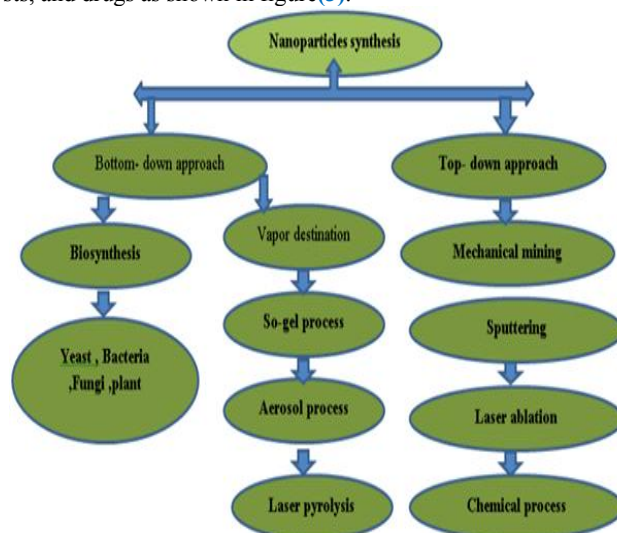 sts, and drugs as shown in figure(3).
Nanoparticles synthesis
Bottom- down approach
Top- down approach
Biosynthesis
Vapor destination
Mechanical mining
So-gel process
Sputtering
Yeast , Bacteria
,Fungi ,plant
Aerosol process
Laser ablation
Laser pyrolysis
Chemical process